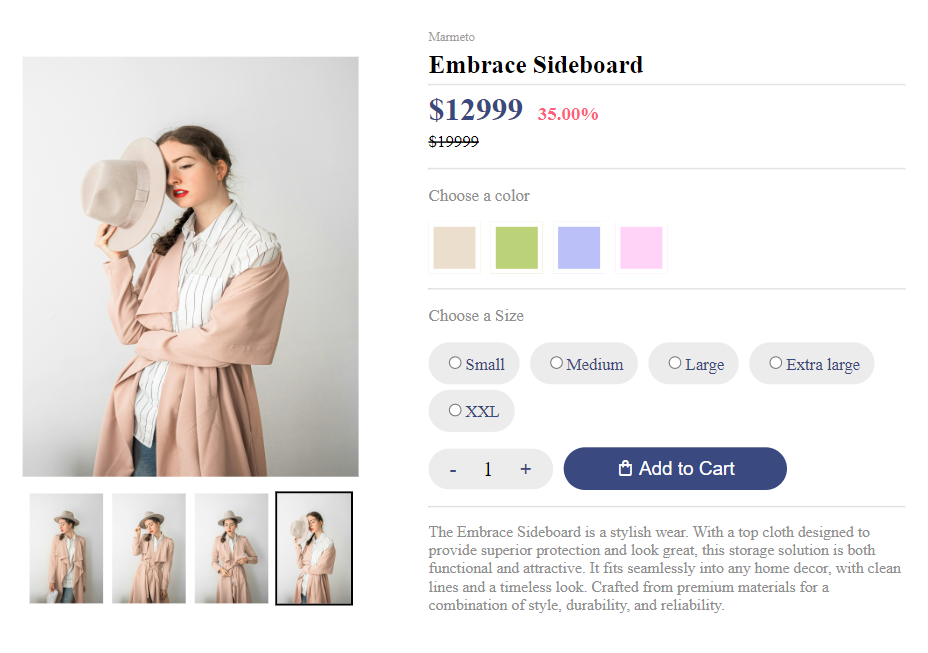 Marmeto
Embrace Sideboard
$12999 35.00%
$19999
Choose a color
Choose a Size
Small Medium Large Extra large
XXL
- 1 + Add to Cart
The Embrace Sideboard is a stylish wear. With a top cloth designed to
provide superior protection and look great, this storage solution is both
functional and attractive. It fits seamlessly into any home decor, with clean
lines and a timeless look. Crafted from premium materials for a
combination of style, durability, and reliability.